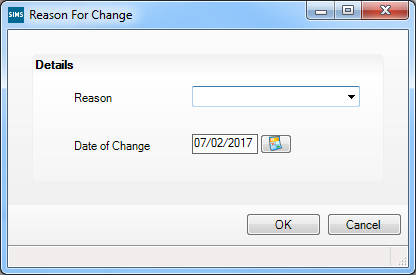 SIMS Reason For Change
Details
Reason
Date of Change 07/02/2017
OK Cancel